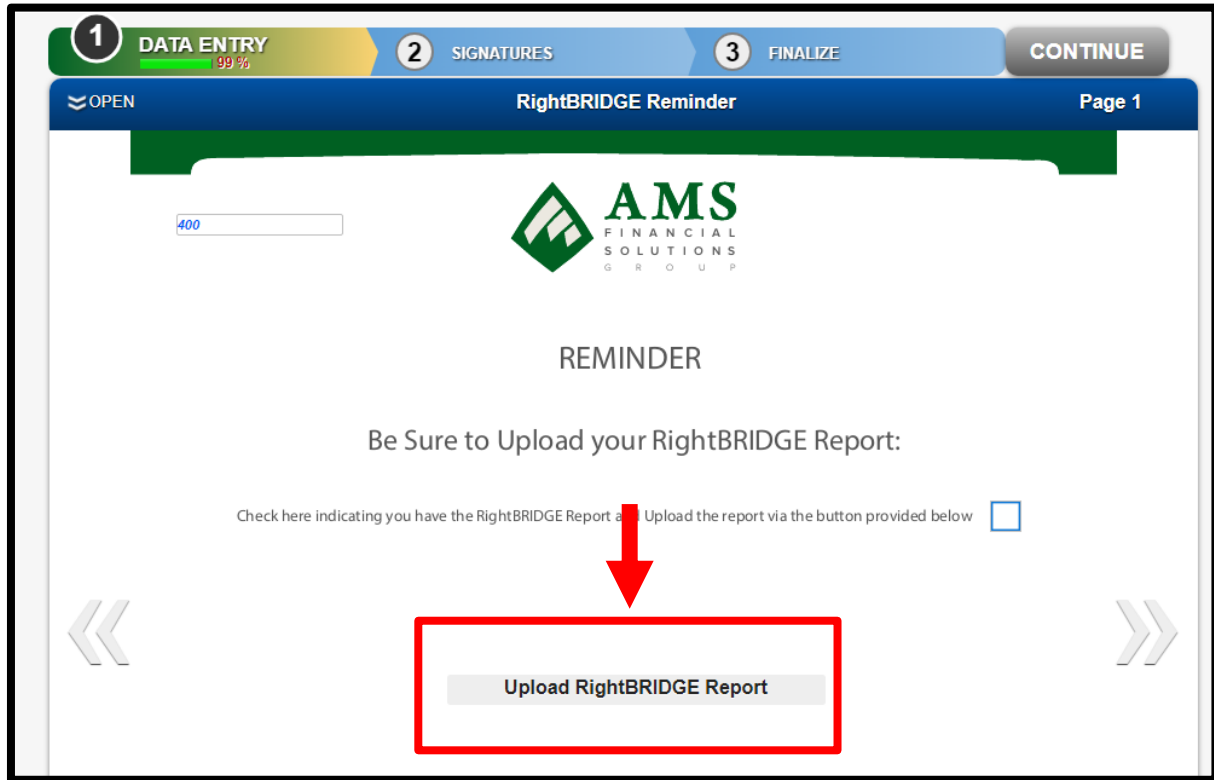 1 DATA ENTRY 99 % 2 SIGNATURES 3 FINALIZE CONTINUE
OPEN RightBRIDGE Reminder Page 1
400
AMS
FINANCIAL
SOLUTIONS
GROUP
REMINDER
Be Sure to Upload your RightBRIDGE Report:
Check here indicating you have the RightBRIDGE Report Upload the report via the button provided below
Upload RightBRIDGE Report